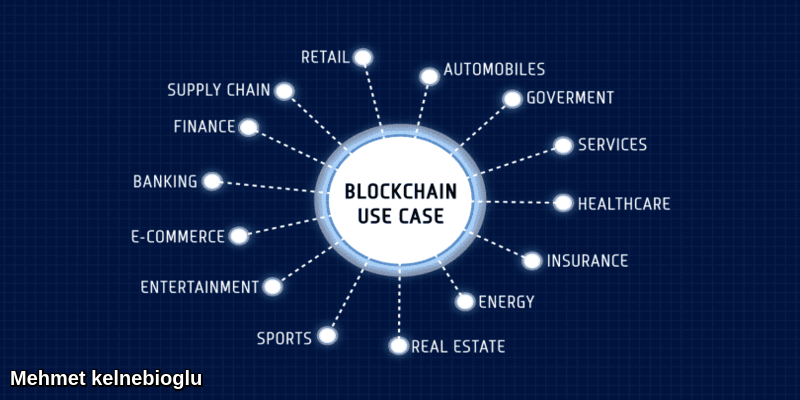 RETAIL
AUTOMOBILES
SUPPLY CHAIN
GOVERMENT
FINANCE
SERVICES
BANKING
BLOCKCHAIN
USE CASE
HEALTHCARE
E-COMMERCE
INSURANCE
ENTERTAINMENT
ENERGY
SPORTS
REAL ESTATE
Mehmet kelnebioglu